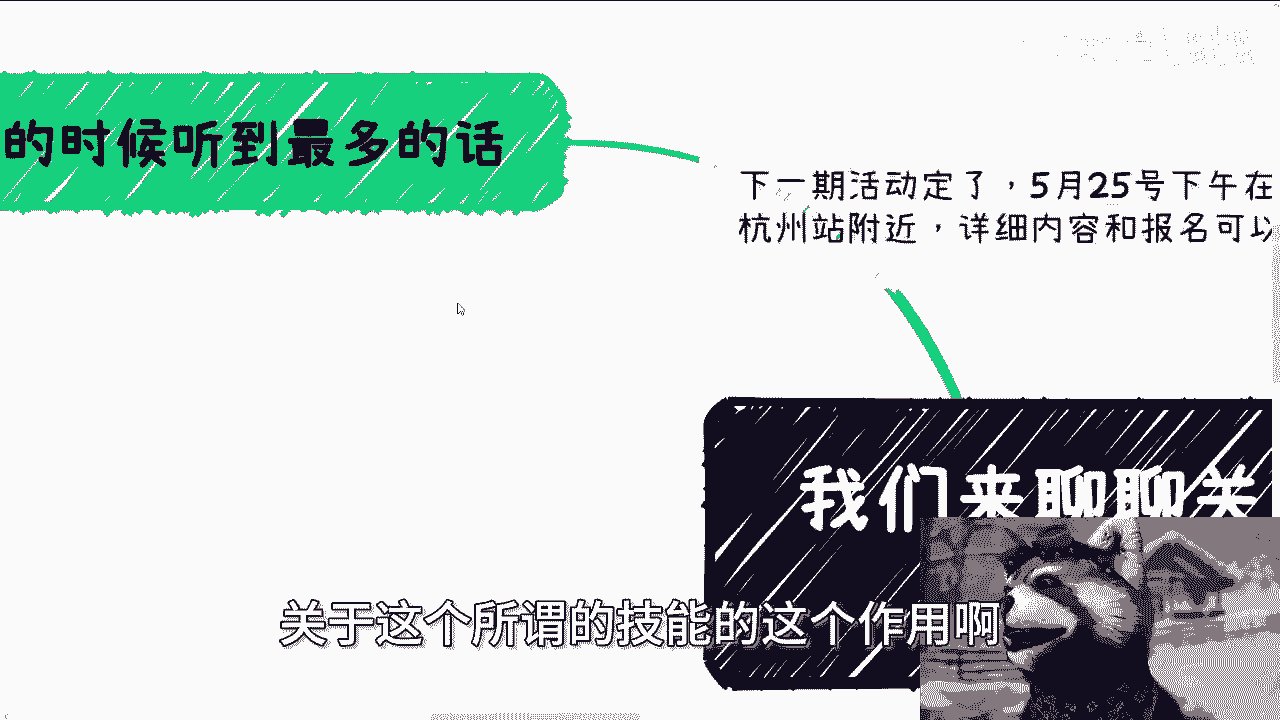 的时候听到最多的话
下一期活动定了，5月25号下午在
杭州站附近，详细内容和报名可以
我们来聊聊关
关于这个所谓的技能的这个作用啊